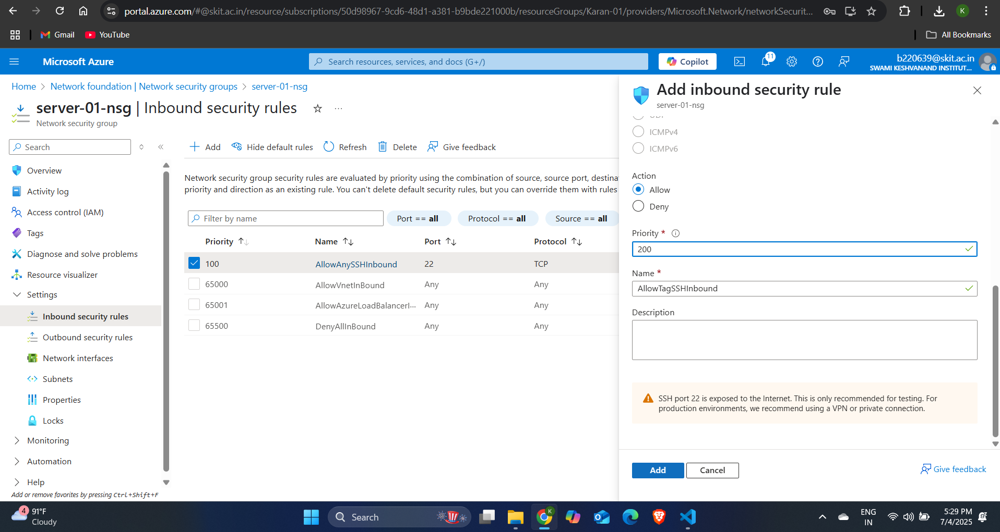 portal.azure.com/#@skit.ac.in/resource/subscriptions/50d98967-9cd6-48d1-a381-b9bde221000b/resourceGroups/Karan-01/providers/Microsoft.Network/networkSecurit...
K
Gmail
YouTube
All Bookmarks
Microsoft Azure
Search resources, services, and docs (G+/)
Copilot
11
b220639@skit.ac.in
SWAMI KESHVANAND INSTITUT...
Home > Network foundation | Network security groups > server-01-nsg
server-01-nsg | Inbound security rules
Network security group
Search
Overview
Activity log
Access control (IAM)
Tags
Diagnose and solve problems
Resource visualizer
Settings
Inbound security rules
Outbound security rules
Network interfaces
Subnets
Properties
Locks
Monitoring
Automation
Help
Add or remove favorites by pressing Ctrl+Shift+F
Add Hide default rules Refresh Delete Give feedback
Network security group security rules are evaluated by priority using the combination of source, source port, destina
priority and direction as an existing rule. You can't delete default security rules, but you can override them with rules
Filter by name Port == all Protocol == all Source == all
Priority Name Port Protocol
100 AllowAnySSHInbound 22 TCP
65000 AllowVnetInBound Any Any
65001 AllowAzureLoadBalancerI... Any Any
65500 DenyAllInBound Any Any
Add inbound security rule
server-01-nsg
UDP
ICMPv4
ICMPv6
Action
Allow
Deny
Priority *
200
Name *
AllowTagSSHInbound
Description
SSH port 22 is exposed to the Internet. This is only recommended for testing. For
production environments, we recommend using a VPN or private connection.
Add Cancel
Give feedback
4
91°F
Cloudy
Search
K
ENG
IN
5:29 PM
7/4/2025